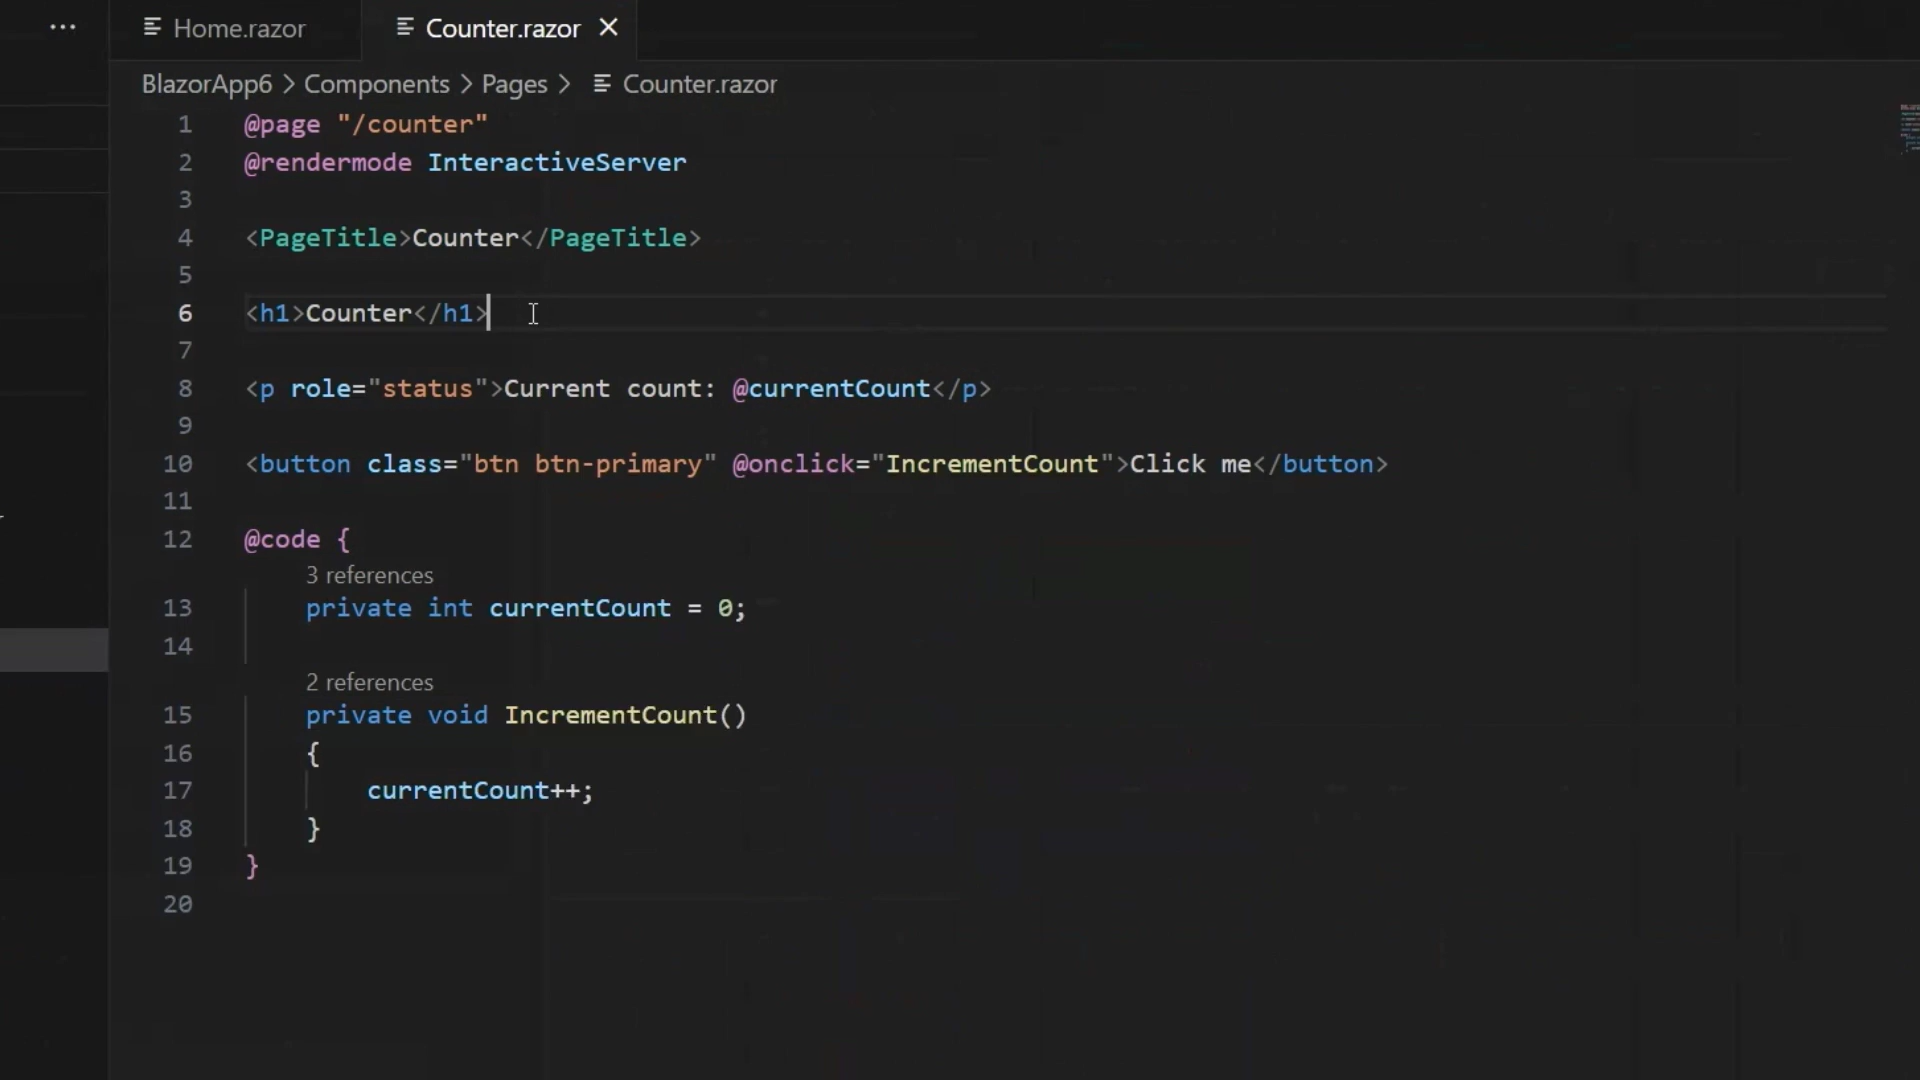 Home.razor
Counter.razor
BlazorApp6 > Components > Pages > Counter.razor
1 @page "/counter"
2 @rendermode InteractiveServer
3
4 <PageTitle>Counter</PageTitle>
5
6 <h1>Counter</h1>
7
8 <p role="status">Current count: @currentCount</p>
9
10 <button class="btn btn-primary" @onclick="IncrementCount">Click me</button>
11
12 @code {
3 references
13 private int currentCount = 0;
14
2 references
15 private void IncrementCount()
16 {
17 currentCount++;
18 }
19 }
20